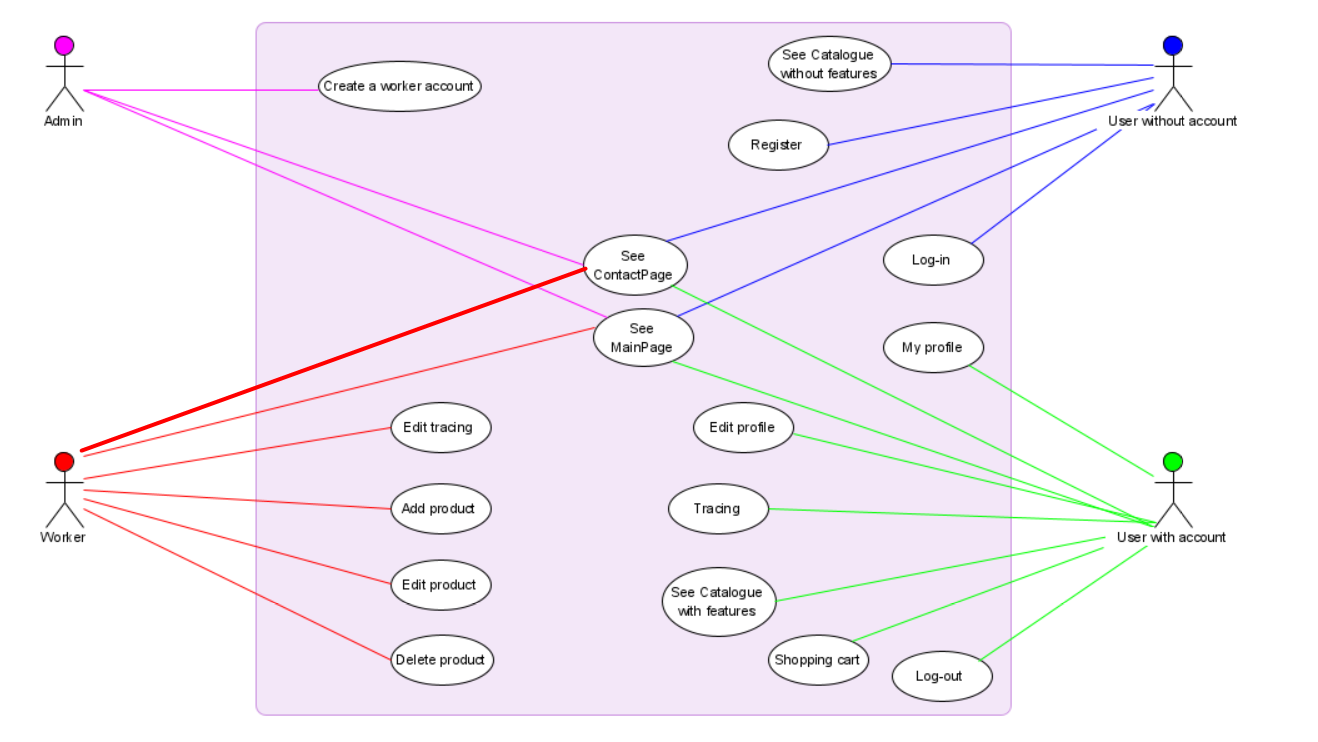 See Catalogue
without features
Create a worker account
Admin
User without account
Register
See
ContactPage
Log-in
See
MainPage
My profile
Edit tracing
Edit profile
Add product
Tracing
Worker
User with account
Edit product
See Catalogue
with features
Delete product
Shopping cart
Log-out